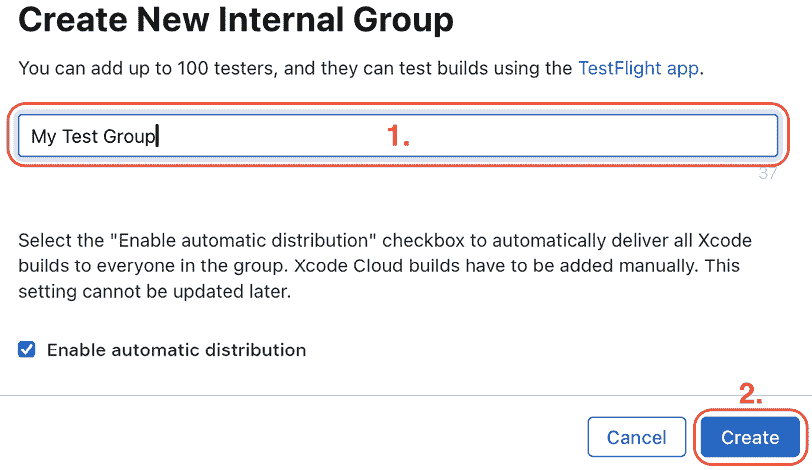 Create New Internal Group
You can add up to 100 testers, and they can test builds using the TestFlight app.
My Test Group
1.
37
Select the "Enable automatic distribution" checkbox to automatically deliver all Xcode
builds to everyone in the group. Xcode Cloud builds have to be added manually. This
setting cannot be updated later.
Enable automatic distribution
2.
Cancel
Create